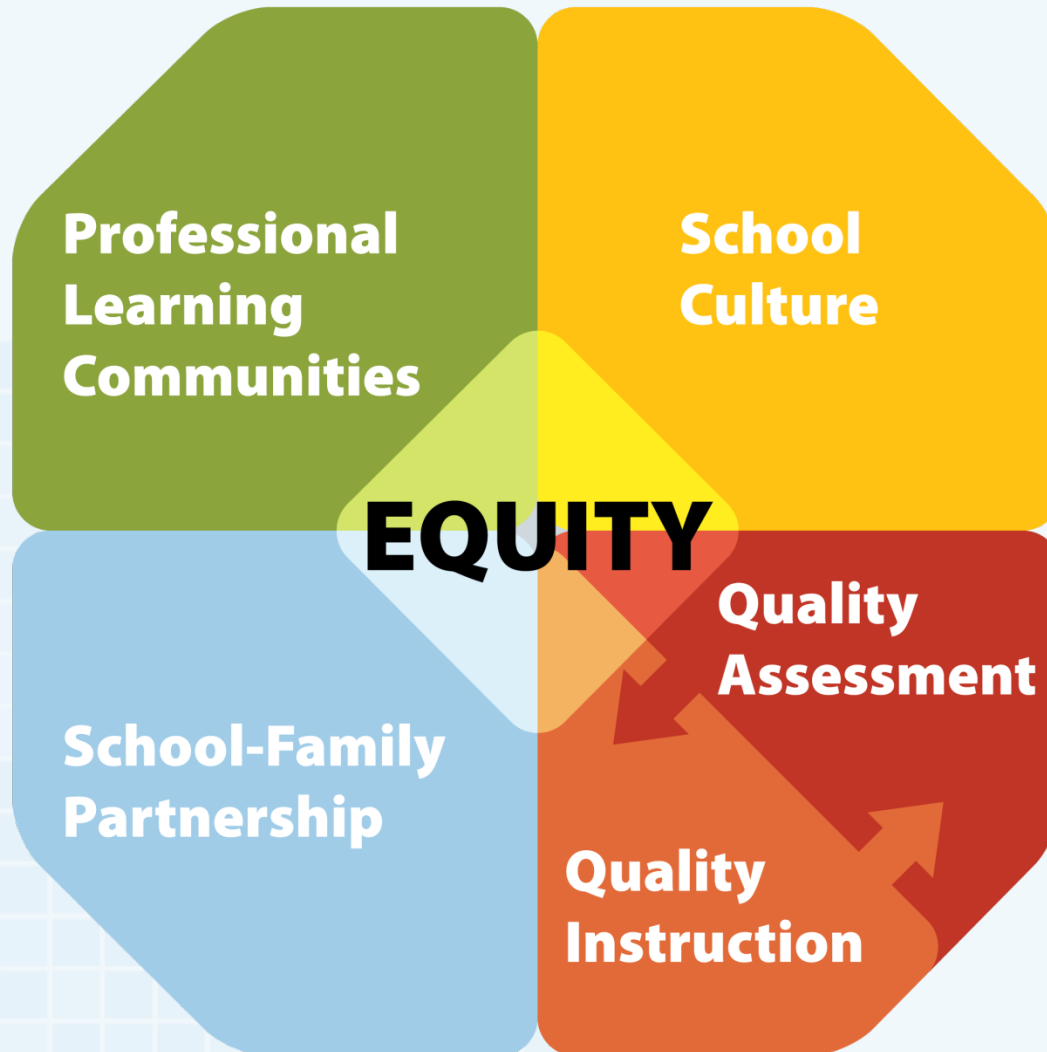 Professional
Learning
Communities
School
Culture
EQUITY
School-Family
Partnership
Quality
Assessment
Quality
Instruction